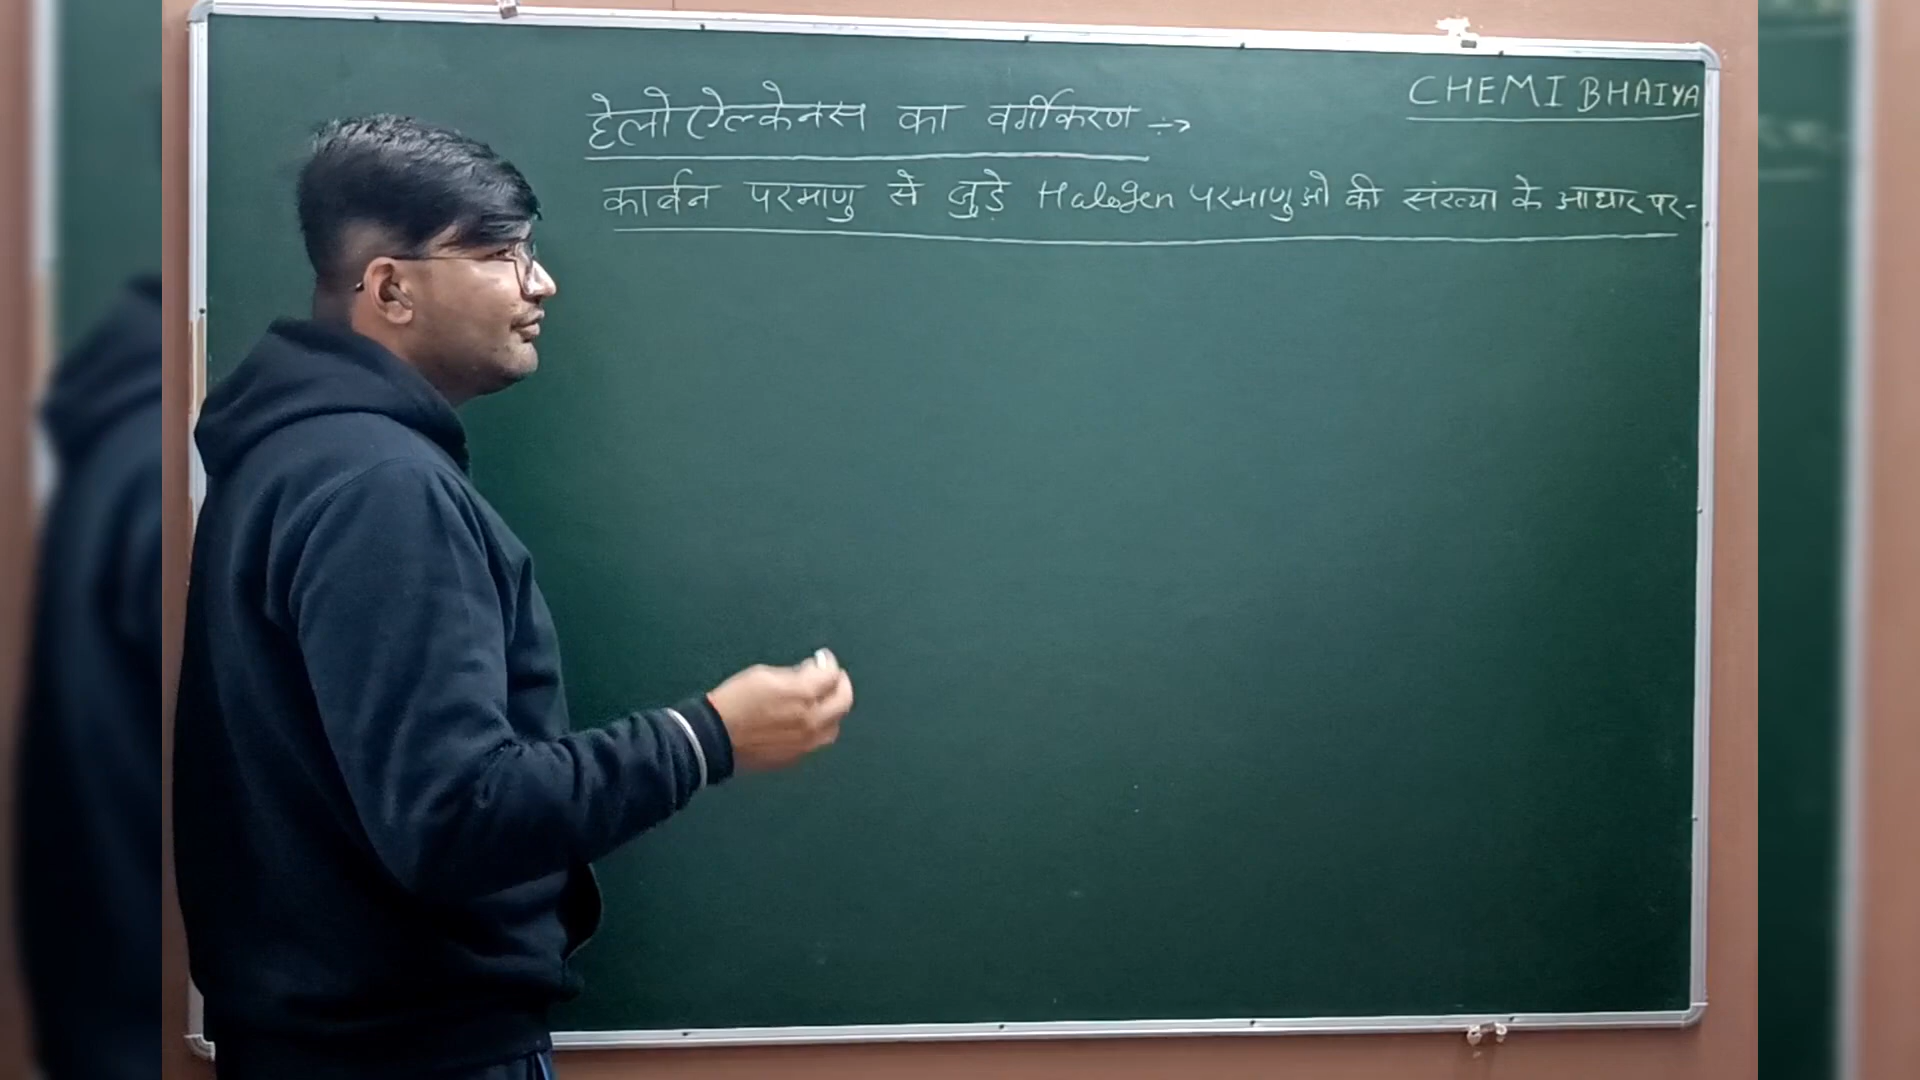 CHEMI BHAIYA
हेलोऐल्केनस का वर्गीकरण ÷>
कार्बन परमाणु से जुड़े Halogen परमाणुओ की संख्या के आधार पर-